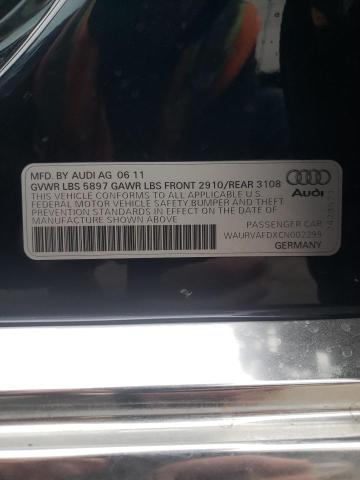 MFD. BY AUDI AG 06 11
GVWR LBS 5897 GAWR LBS FRONT 2910/REAR 3108
THIS VEHICLE CONFORMS TO ALL APPLICABLE U.S
FEDERAL MOTOR VEHICLE SAFETY,BUMPER AND THEFT
PREVENTION STANDARDS IN EFFECT ON THE DATE OF
MANUFACTURE SHOWN ABOVE
Audi
PASSENGER CAR
WAURVAFDXCN002299
GERMANY